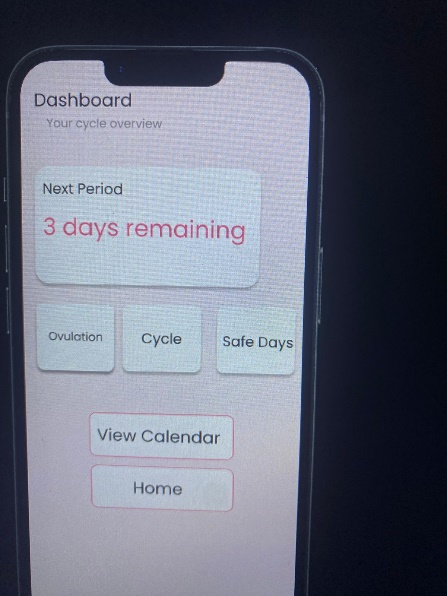 Dashboard
Your cycle overview
Next Period
3 days remaining
Ovulation
Cycle
Safe Days
View Calendar
Home